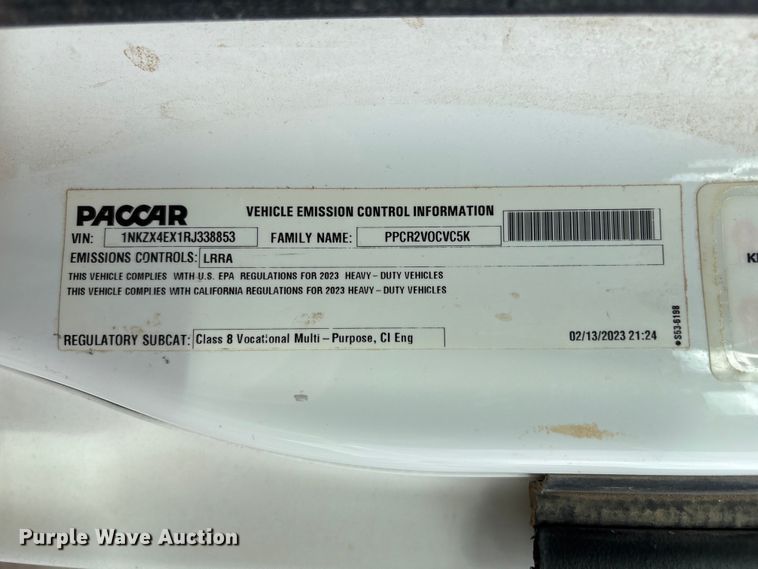 PACCAR VEHICLE EMISSION CONTROL INFORMATION
VIN: 1NKZX4EX1RJ338853 FAMILY NAME: PPCR2VOCVC5K
EMISSIONS CONTROLS: LRRA
THIS VEHICLE COMPLIES WITH U.S. EPA REGULATIONS FOR 2023 HEAVY-DUTY VEHICLES
THIS VEHICLE COMPLIES WITH CALIFORNIA REGULATIONS FOR 2023 HEAVY-DUTY VEHICLES
REGULATORY SUBCAT: Class 8 Vocational Multi-Purpose, CI Eng 02/13/2023 21:24
S53-6198
Purple Wave Auction